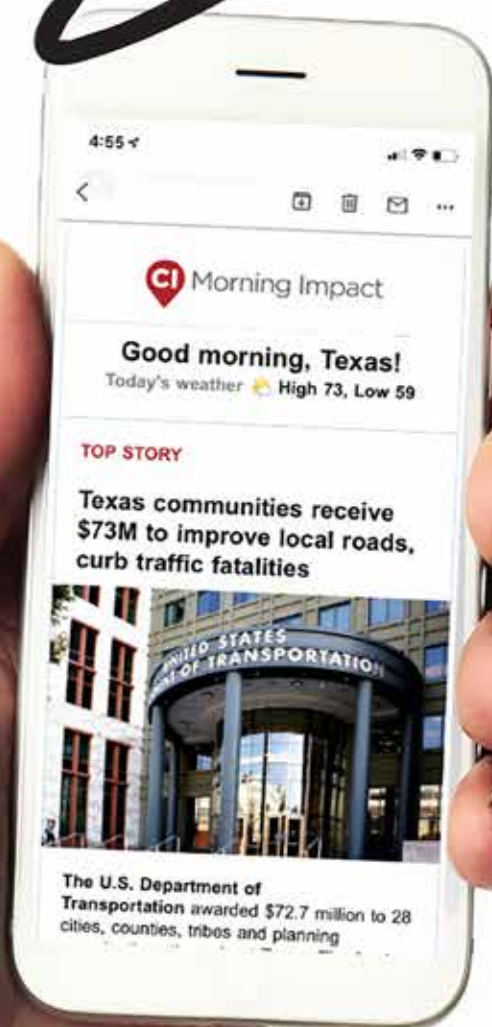 4:55
CI Morning Impact
Good morning, Texas!
Today's weather High 73, Low 59
TOP STORY
Texas communities receive
$73M to improve local roads,
curb traffic fatalities
UNITED STATES
OF TRANSPORTATION
The U.S. Department of
Transportation awarded $72.7 million to 28
cities, counties, tribes and planning